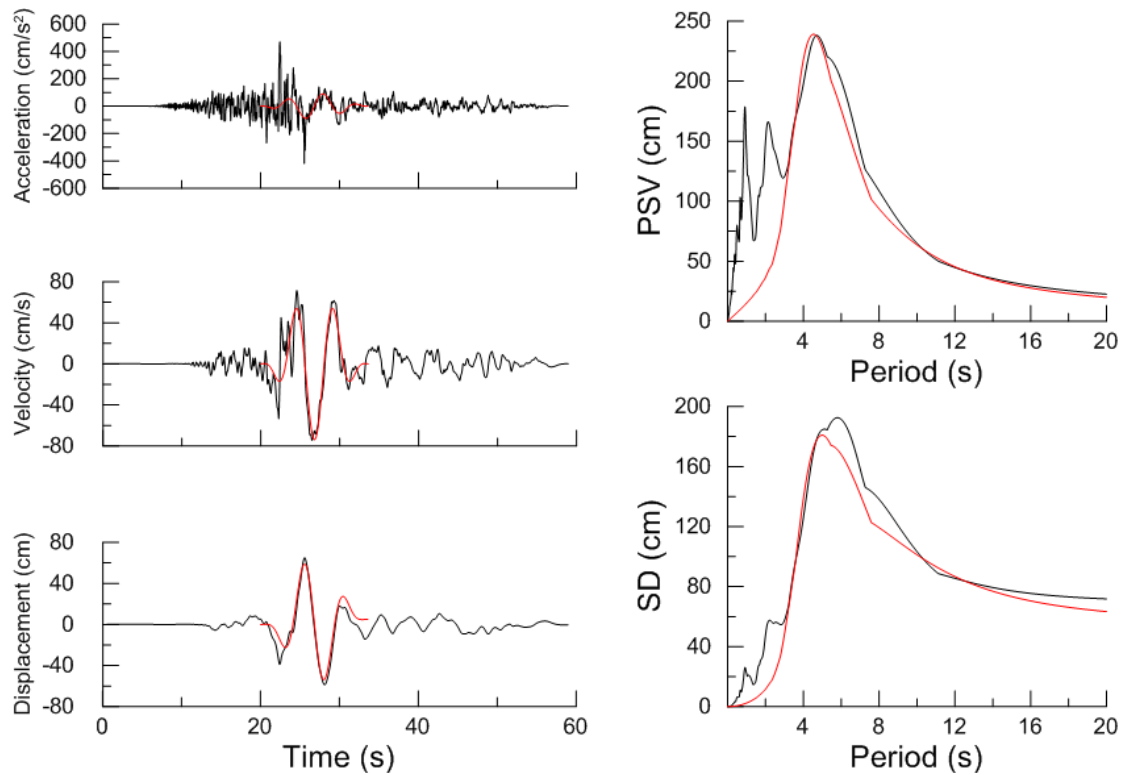 600
400
200
0
-200
-400
-600
Acceleration (cm/s²)
80
40
0
-40
-80
Velocity (cm/s)
80
40
0
-40
-80
Displacement (cm)
0 20 40 60
Time (s)
250
200
150
100
50
0
PSV (cm)
4 8 12 16 20
Period (s)
200
160
120
80
40
0
SD (cm)
4 8 12 16 20
Period (s)